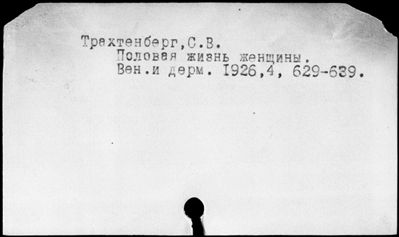 Трахтенберг,С.В.
Половая жизнь женщины.
Вен.и дерм. 1926,4, 629-639.